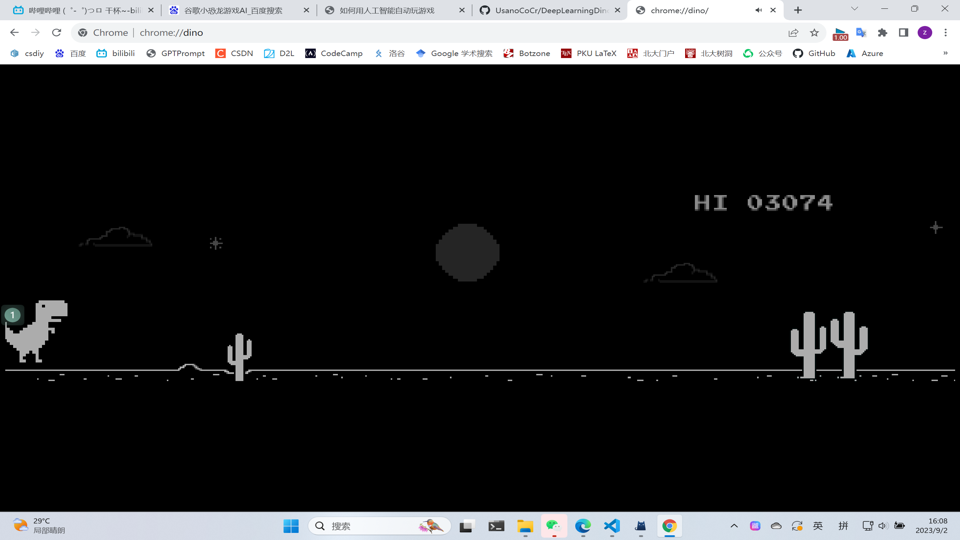 哔哩哔哩 (゜-゜)つロ 干杯~-bili
谷歌小恐龙游戏AI_百度搜索
如何用人工智能自动玩游戏
UsanoCoCr/DeepLearningDin
chrome://dino/
Chrome | chrome://dino
1.00
z
csdiy
百度
bilibili
GPTPrompt
CSDN
D2L
CodeCamp
洛谷
Google 学术搜索
Botzone
PKU LaTeX
北大门户
北大树洞
公众号
GitHub
Azure
»
HI 03074
1
29°C
局部晴朗
搜索
英
拼
16:08
2023/9/2